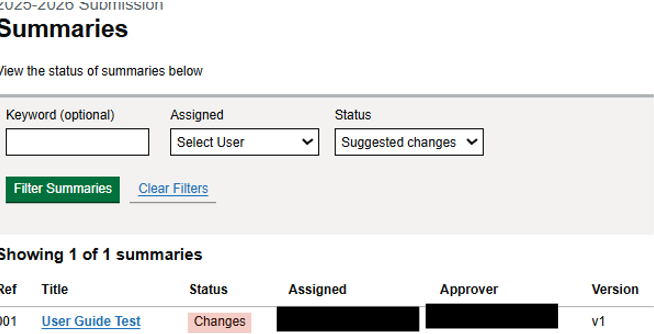 2025-2026 Submission
Summaries
View the status of summaries below
Keyword (optional) Assigned Status
Select User Suggested changes
Filter Summaries Clear Filters
Showing 1 of 1 summaries
Ref Title Status Assigned Approver Version
001 User Guide Test Changes v1